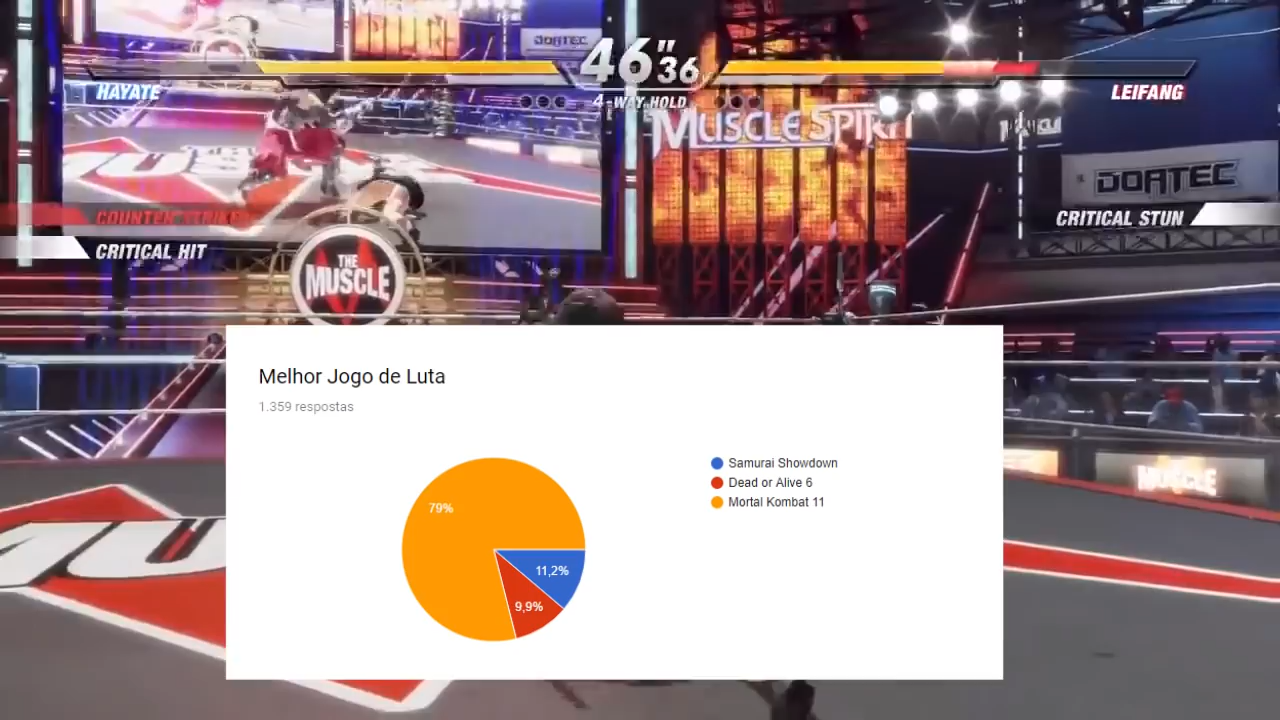 DOATEC
46"36
HAYATE
4-WAY HOLD
LEIFANG
MUSCLE SPIRIT
DOATEC
COUNTER STRIKE
CRITICAL STUN
CRITICAL HIT
THE
MUSCLE
Melhor Jogo de Luta
1.359 respostas
Samurai Showdown
Dead or Alive 6
Mortal Kombat 11
79%
11,2%
9,9%
MUSCLE